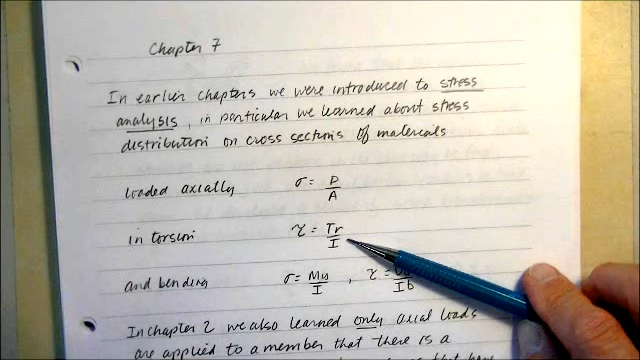 Chapter 7
In earlier chapters we were introduced to stress
analysis, in particular we learned about stress
distribution on cross sections of materials
loaded axially σ = P/A
in torsion τ = Tr/I
and bending σ = My/I , τ = /Ib
In chapter 2 we also learned only axial loads
are applied to a member that there is a